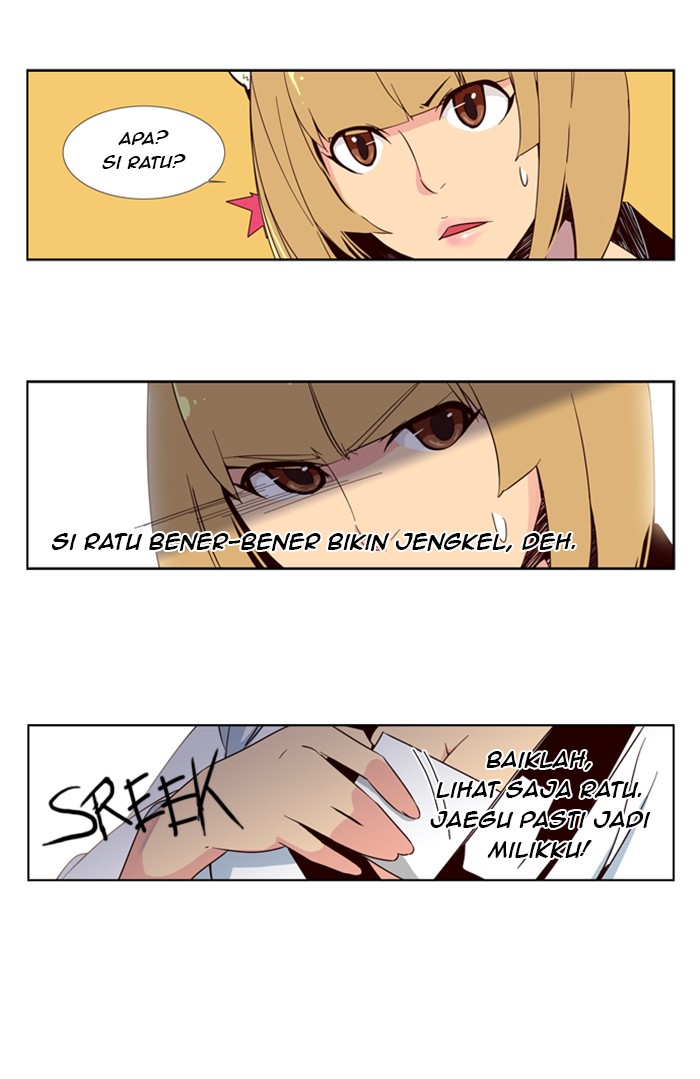 APA?
SI RATU?
SI RATU BENER-BENER BIKIN JENGKEL, DEH.
SREEK
BAIKLAH,
LIHAT SAJA RATU.
JAEGU PASTI JADI
MILIKKU!